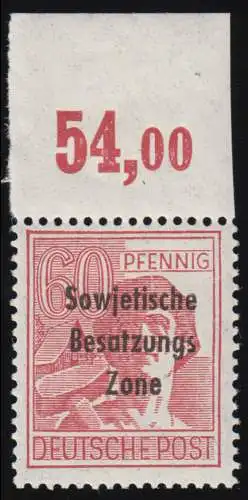 54,00
60 PFENNIG
Sowjetische
Besatzungs
Zone
DEUTSCHE POST